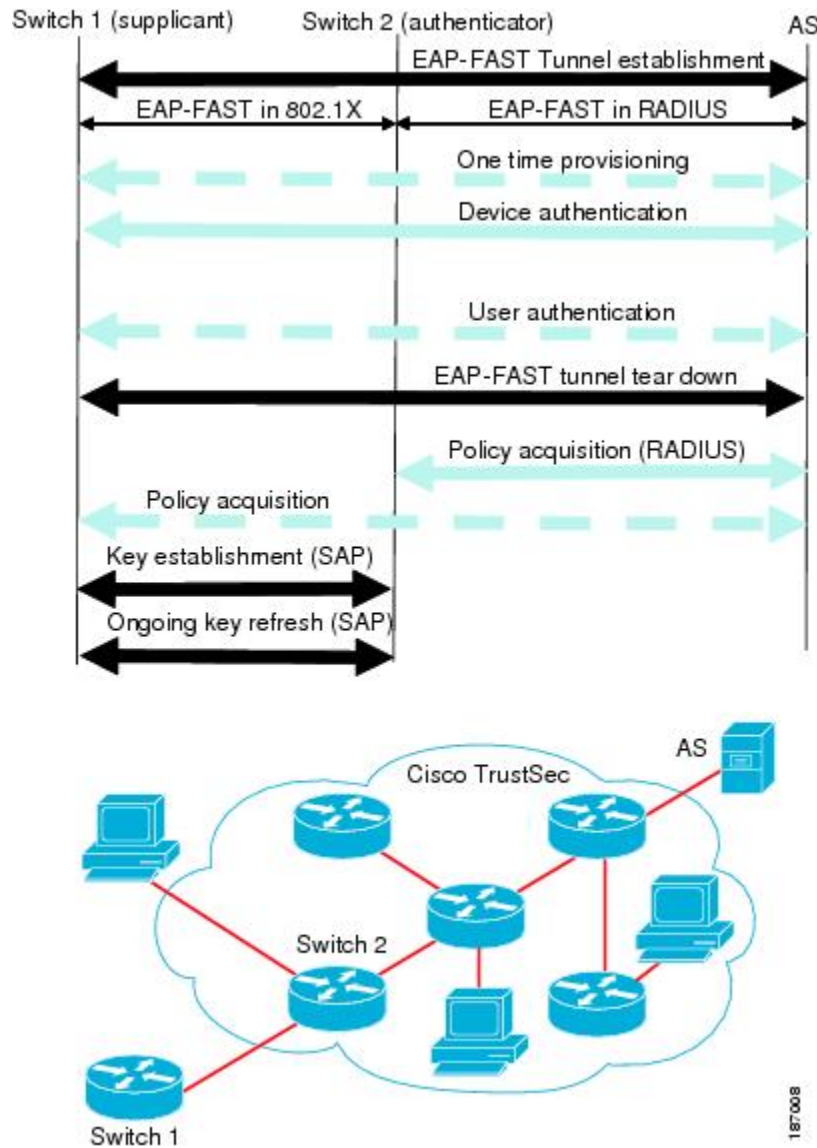 Switch 1 (supplicant)
Switch 2 (authenticator)
AS
EAP-FAST Tunnel establishment
EAP-FAST in 802.1X
EAP-FAST in RADIUS
One time provisioning
Device authentication
User authentication
EAP-FAST tunnel tear down
Policy acquisition (RADIUS)
Policy acquisition
Key establishment (SAP)
Ongoing key refresh (SAP)
AS
Cisco TrustSec
Switch 2
Switch 1
187008